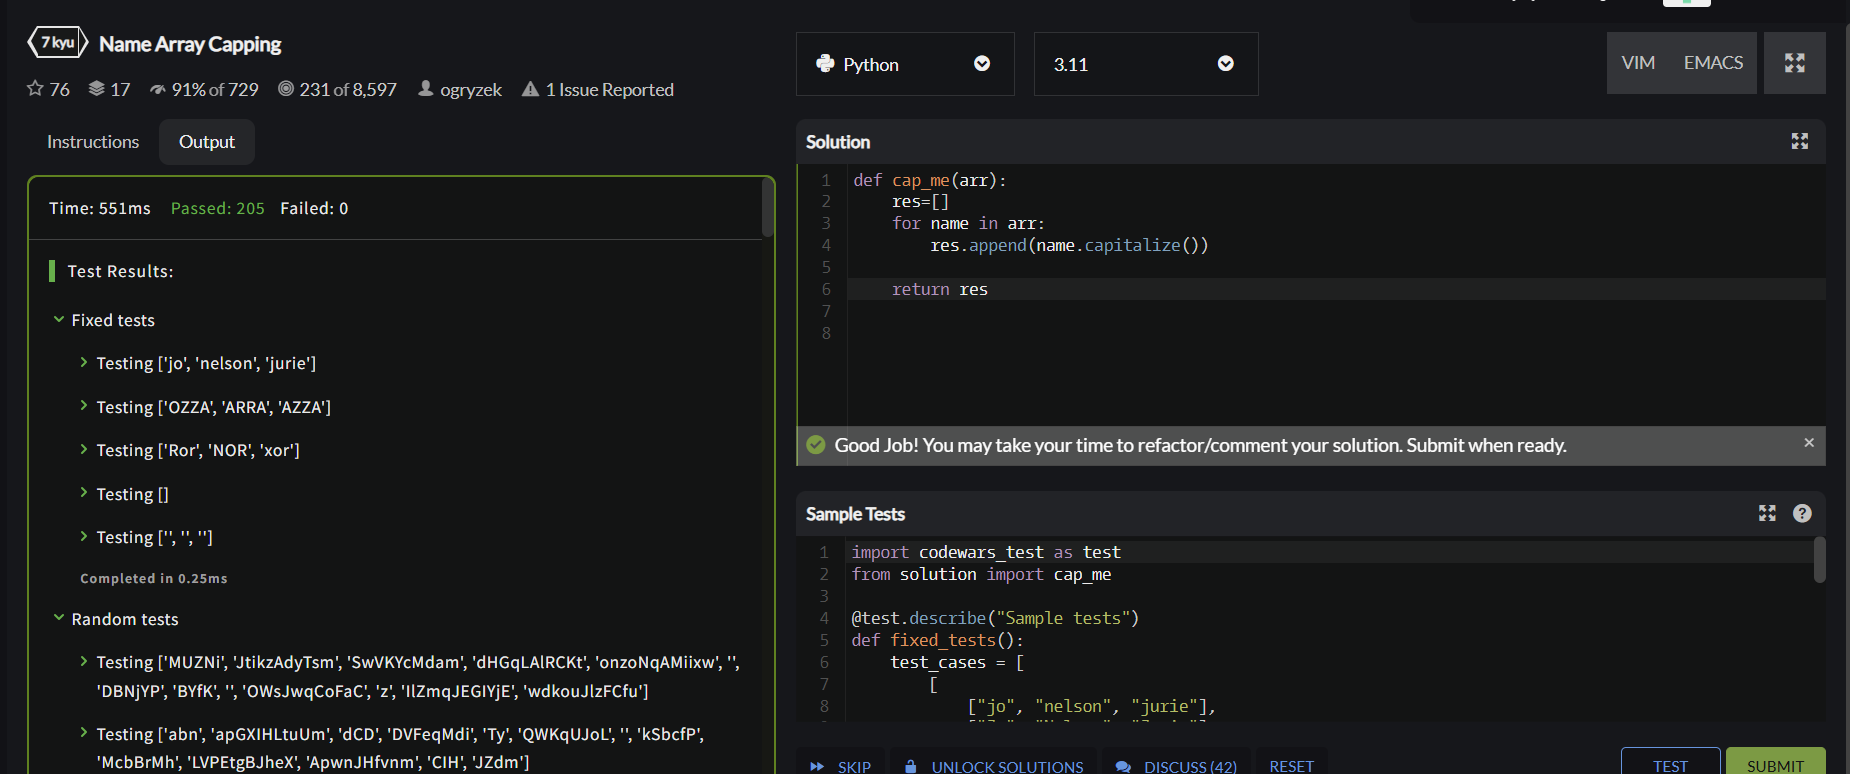 7 kyu Name Array Capping
76 17 91% of 729 231 of 8,597 ogryzek 1 Issue Reported
Instructions Output
Time: 551ms Passed: 205 Failed: 0
Test Results:
Fixed tests
Testing ['jo', 'nelson', 'jurie']
Testing ['OZZA', 'ARRA', 'AZZA']
Testing ['Ror', 'NOR', 'xor']
Testing []
Testing ['', '', '']
Completed in 0.25ms
Random tests
Testing ['MUZNi', 'JtikzAdyTsm', 'SwVKYcMdam', 'dHGqLAlRCKt', 'onzoNqAMiixw', '',
'DBNjYP', 'BYfK', '', 'OWsJwqCoFaC', 'z', 'IlZmqJEGIYjE', 'wdkouJlzFCfu']
Testing ['abn', 'apGXIHLtuUm', 'dCD', 'DVFeqMdi', 'Ty', 'QWKqUJoL', '', 'kSbcfP',
'McbBrMh', 'LVPEtgBJheX', 'ApwnJHfvnm', 'CIH', 'JZdm']
Python 3.11 VIM EMACS
Solution
1 def cap_me(arr):
2 res=[]
3 for name in arr:
4 res.append(name.capitalize())
5
6 return res
7
8
Good Job! You may take your time to refactor/comment your solution. Submit when ready. ×
Sample Tests ?
1 import codewars_test as test
2 from solution import cap_me
3
4 @test.describe("Sample tests")
5 def fixed_tests():
6 test_cases = [
7 [
8 ["jo", "nelson", "jurie"],
SKIP UNLOCK SOLUTIONS DISCUSS (42) RESET TEST SUBMIT